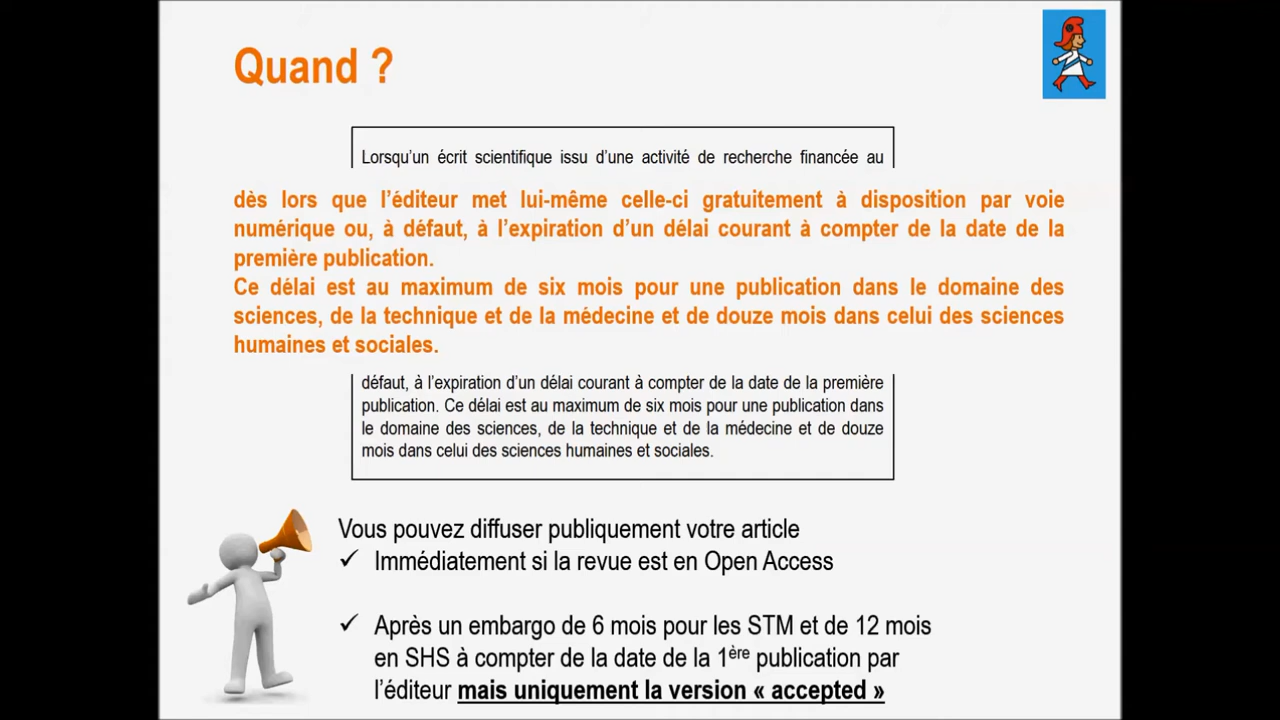 Quand ?
Lorsqu’un écrit scientifique issu d’une activité de recherche financée au
dès lors que l’éditeur met lui-même celle-ci gratuitement à disposition par voie
numérique ou, à défaut, à l’expiration d’un délai courant à compter de la date de la
première publication.
Ce délai est au maximum de six mois pour une publication dans le domaine des
sciences, de la technique et de la médecine et de douze mois dans celui des sciences
humaines et sociales.
défaut, à l’expiration d’un délai courant à compter de la date de la première
publication. Ce délai est au maximum de six mois pour une publication dans
le domaine des sciences, de la technique et de la médecine et de douze
mois dans celui des sciences humaines et sociales.
Vous pouvez diffuser publiquement votre article
✓ Immédiatement si la revue est en Open Access
✓ Après un embargo de 6 mois pour les STM et de 12 mois
en SHS à compter de la date de la 1ère publication par
l’éditeur mais uniquement la version « accepted »